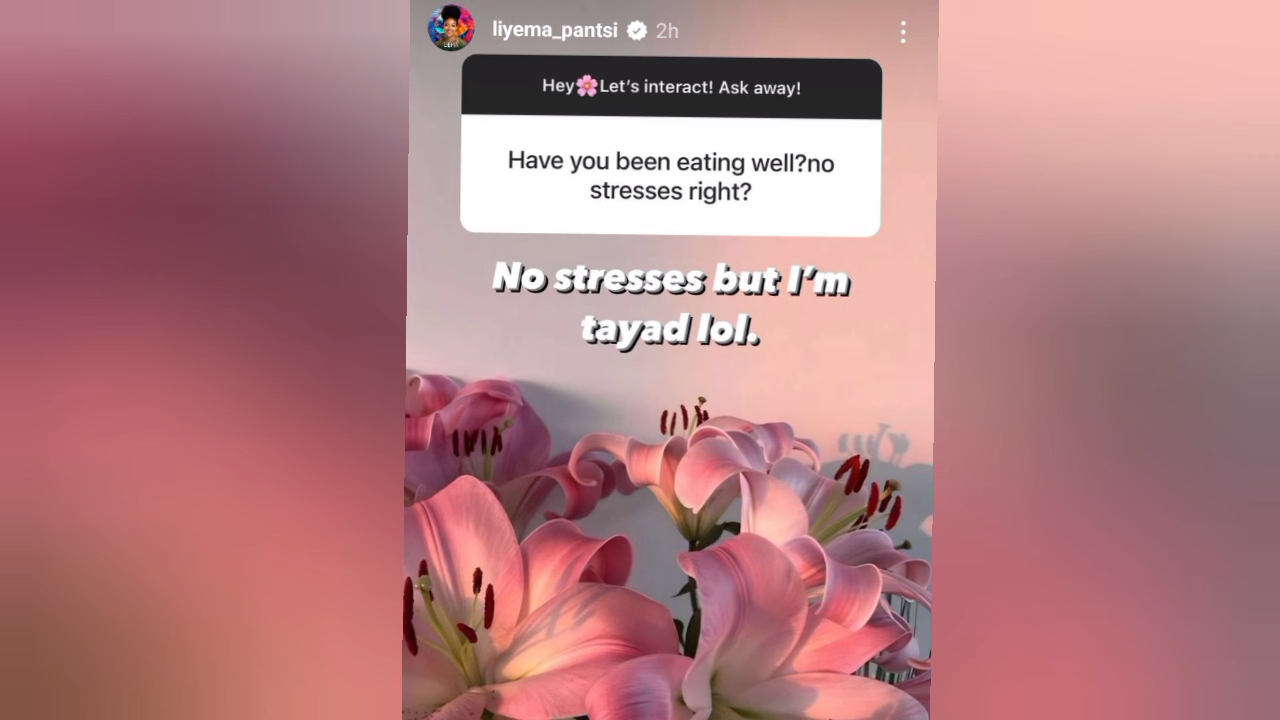 liyema_pantsi 2h
Hey🌸Let's interact! Ask away!
Have you been eating well?no
stresses right?
No stresses but I'm
tayad lol.